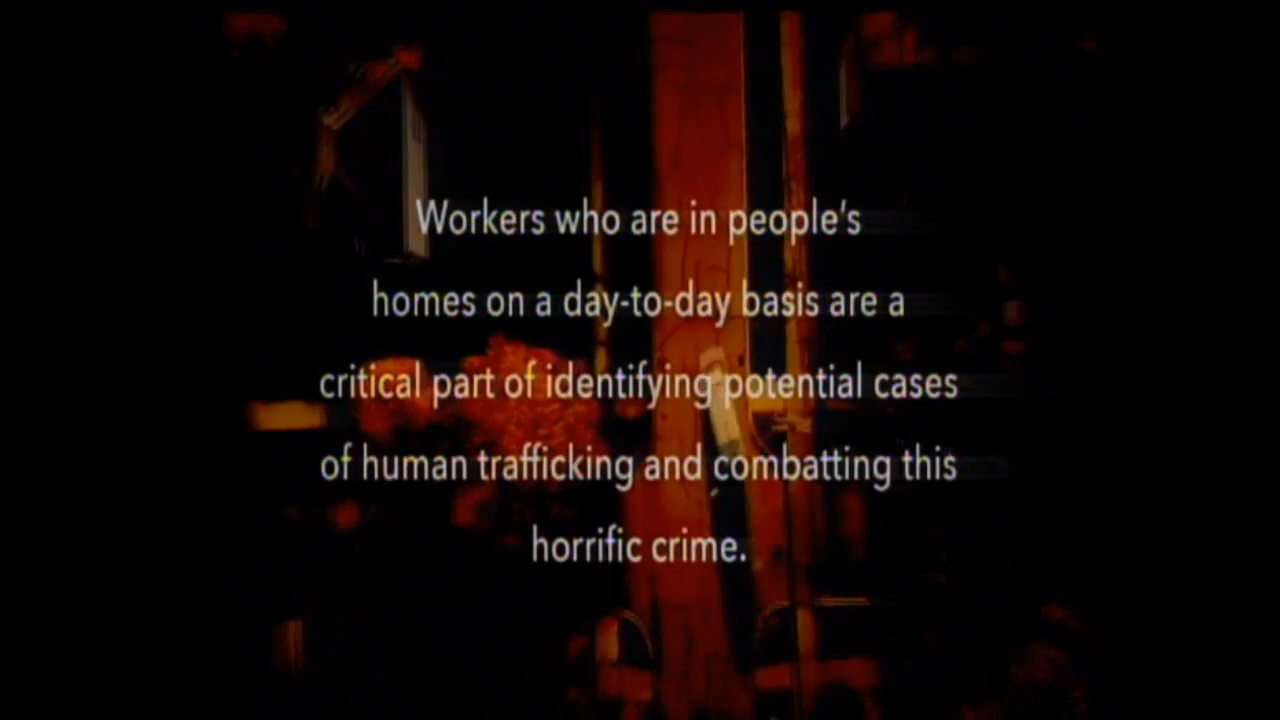 Workers who are in people's
homes on a day-to-day basis are a
critical part of identifying potential cases
of human trafficking and combatting this
horrific crime.